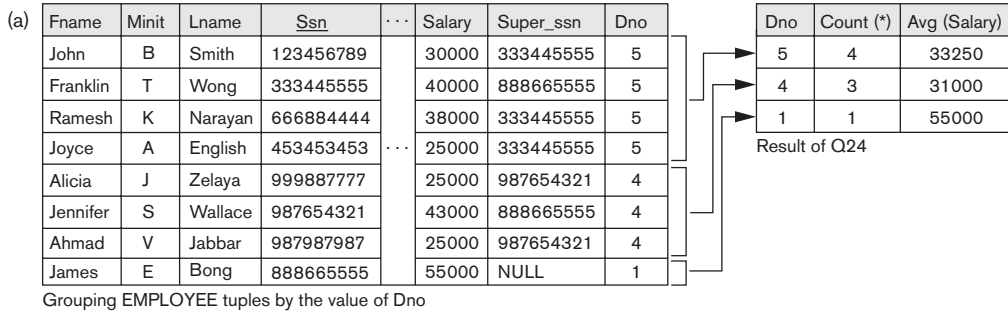 (a)
Fname Minit Lname Ssn ··· Salary Super_ssn Dno
John B Smith 123456789 30000 333445555 5
Franklin T Wong 333445555 40000 888665555 5
Ramesh K Narayan 666884444 38000 333445555 5
Joyce A English 453453453 ··· 25000 333445555 5
Alicia J Zelaya 999887777 25000 987654321 4
Jennifer S Wallace 987654321 43000 888665555 4
Ahmad V Jabbar 987987987 25000 987654321 4
James E Bong 888665555 55000 NULL 1
Grouping EMPLOYEE tuples by the value of Dno
Dno Count (*) Avg (Salary)
5 4 33250
4 3 31000
1 1 55000
Result of Q24